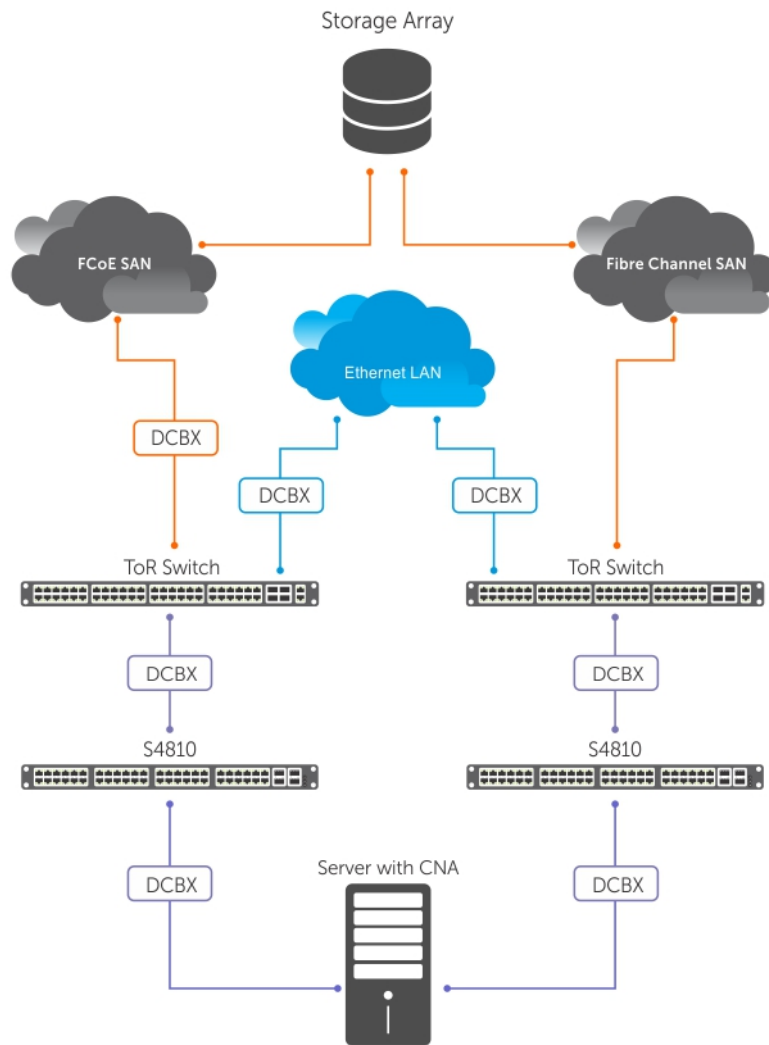 Storage Array
FCoE SAN
Fibre Channel SAN
Ethernet LAN
DCBX
DCBX
DCBX
ToR Switch
ToR Switch
DCBX
DCBX
S4810
S4810
Server with CNA
DCBX
DCBX